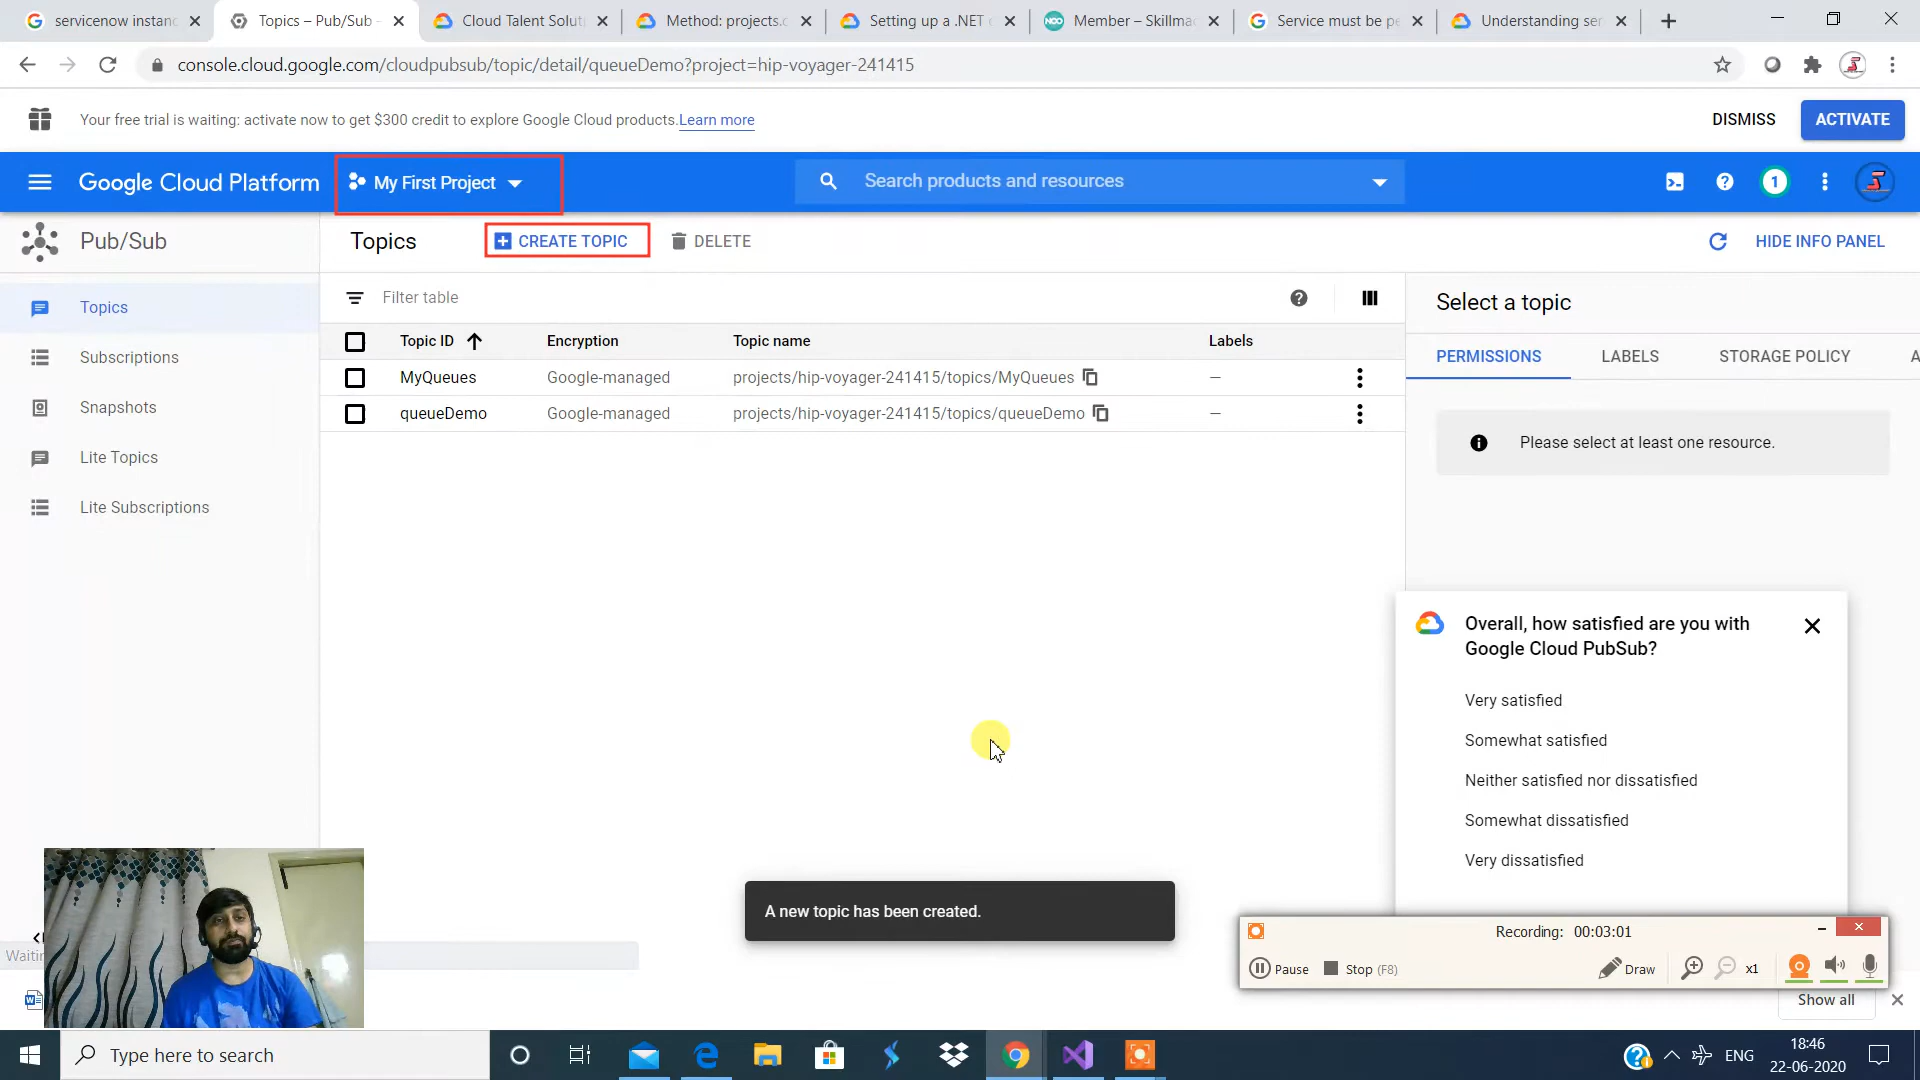 servicenow instanc
Topics – Pub/Sub –
Cloud Talent Soluti
Method: projects.c
Setting up a .NET
Member – Skillma
Service must be pe
Understanding ser
console.cloud.google.com/cloudpubsub/topic/detail/queueDemo?project=hip-voyager-241415
Your free trial is waiting: activate now to get $300 credit to explore Google Cloud products. Learn more
DISMISS
ACTIVATE
Google Cloud Platform
My First Project
Search products and resources
1
Pub/Sub
Topics
CREATE TOPIC
DELETE
HIDE INFO PANEL
Topics
Subscriptions
Snapshots
Lite Topics
Lite Subscriptions
Filter table
Topic ID Encryption Topic name Labels
MyQueues Google-managed projects/hip-voyager-241415/topics/MyQueues —
queueDemo Google-managed projects/hip-voyager-241415/topics/queueDemo —
Select a topic
PERMISSIONS LABELS STORAGE POLICY A
Please select at least one resource.
Overall, how satisfied are you with
Google Cloud PubSub?
Very satisfied
Somewhat satisfied
Neither satisfied nor dissatisfied
Somewhat dissatisfied
Very dissatisfied
A new topic has been created.
Waitin
Recording: 00:03:01
Pause Stop (F8) Draw x1
Show all
Type here to search
ENG
18:46
22-06-2020